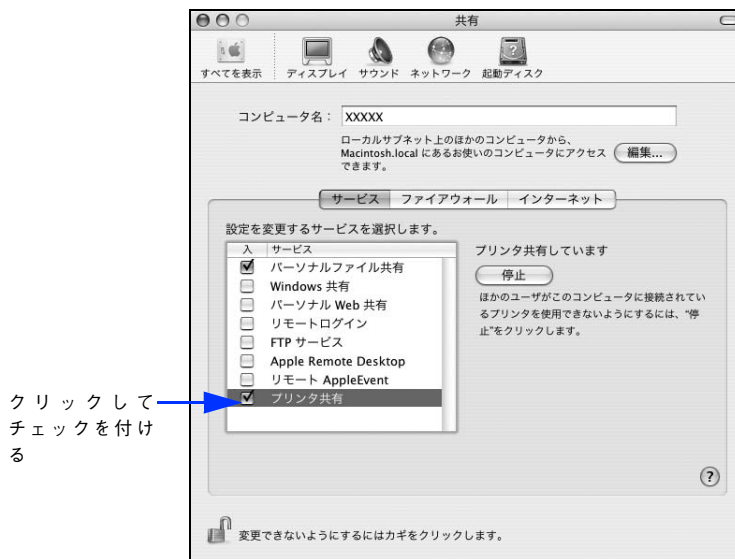 共有
すべてを表示 ディスプレイ サウンド ネットワーク 起動ディスク
コンピュータ名： XXXXX
ローカルサブネット上のほかのコンピュータから、
Macintosh.local にあるお使いのコンピュータにアクセス
できます。
編集...
サービス ファイアウォール インターネット
設定を変更するサービスを選択します。
入 サービス
パーソナルファイル共有
Windows 共有
パーソナル Web 共有
リモートログイン
FTP サービス
Apple Remote Desktop
リモート AppleEvent
プリンタ共有
プリンタ共有しています
停止
ほかのユーザがこのコンピュータに接続されてい
るプリンタを使用できないようにするには、“停
止”をクリックします。
クリックして
チェックを付け
る
?
変更できないようにするにはカギをクリックします。